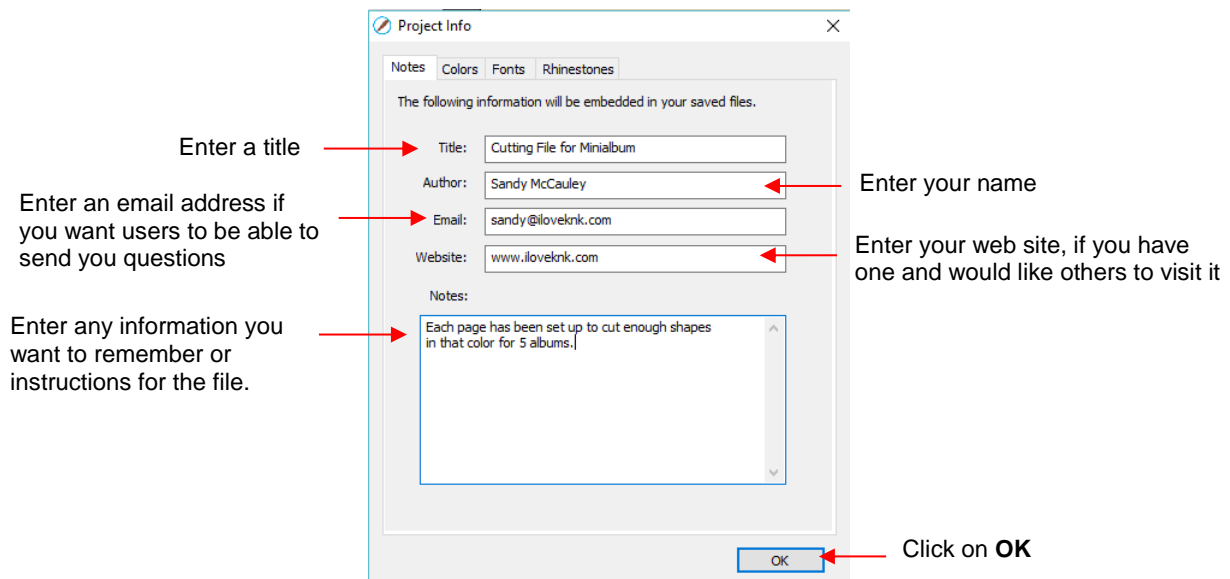 Project Info
Notes Colors Fonts Rhinestones
The following information will be embedded in your saved files.
Enter a title
Title: Cutting File for Minialbum
Author: Sandy McCauley
Enter your name
Enter an email address if
you want users to be able to
send you questions
Email: sandy@iloveknk.com
Website: www.iloveknk.com
Enter your web site, if you have
one and would like others to visit it
Notes:
Enter any information you
want to remember or
instructions for the file.
Each page has been set up to cut enough shapes
in that color for 5 albums.
OK
Click on OK